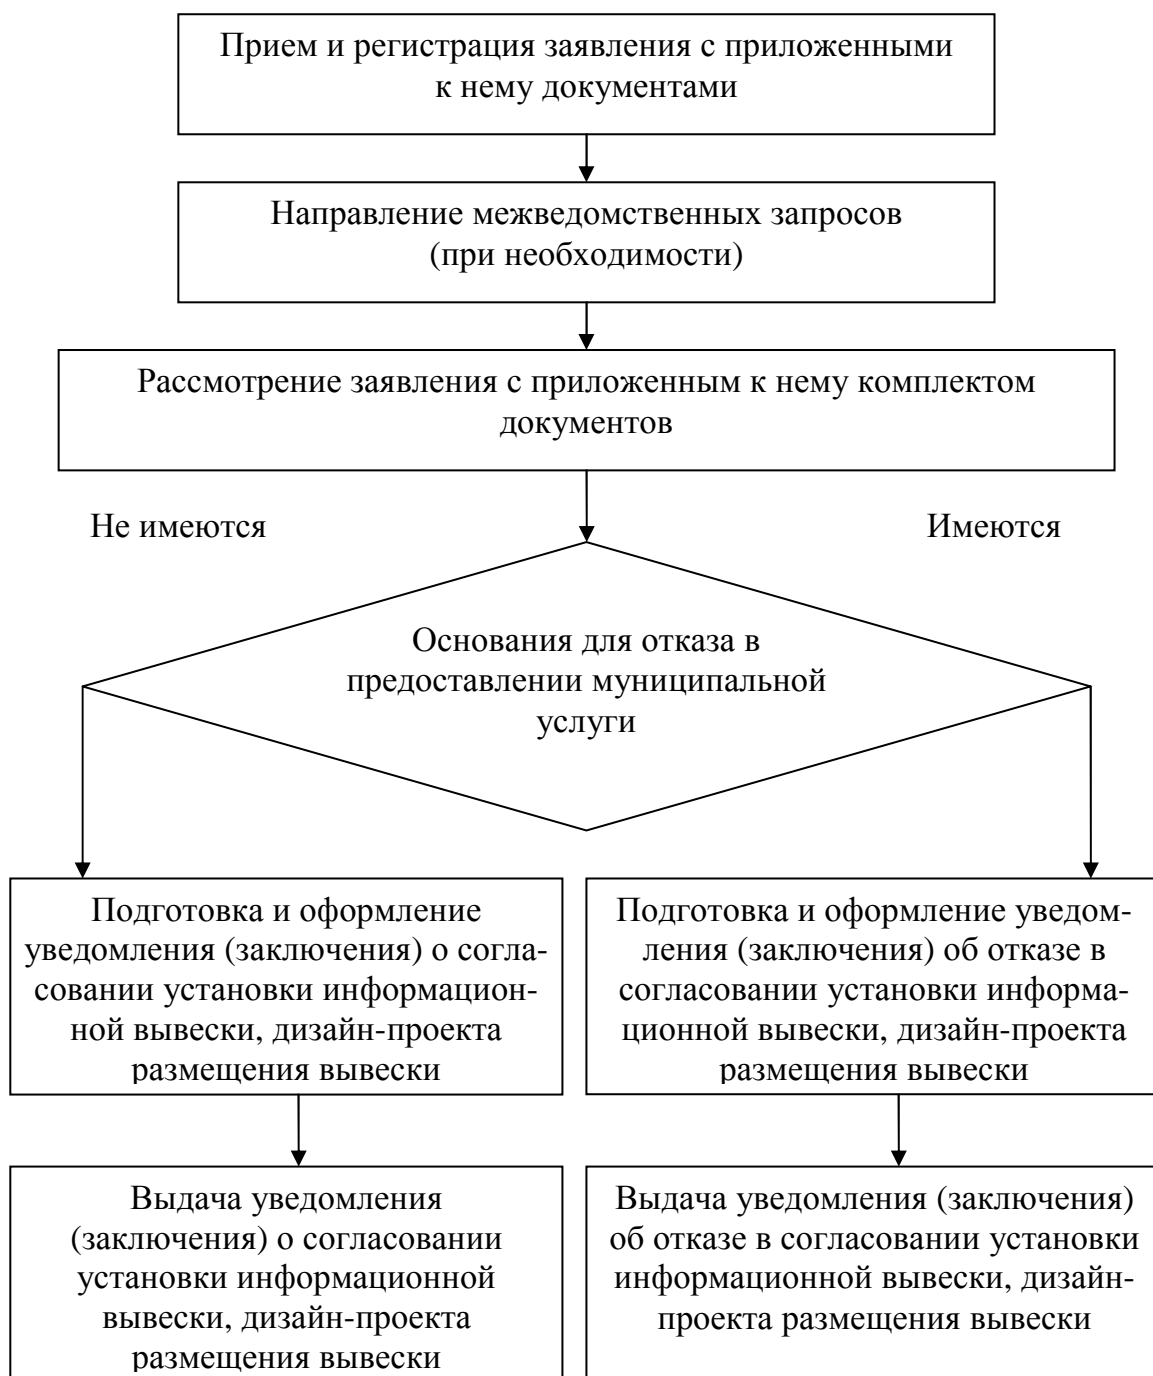 Прием и регистрация заявления с приложенными
к нему документами
Направление межведомственных запросов
(при необходимости)
Рассмотрение заявления с приложенным к нему комплектом
документов
Не имеются
Имеются
Основания для отказа в
предоставлении муниципальной
услуги
Подготовка и оформление
уведомления (заключения) о согла-
совании установки информацион-
ной вывески, дизайн-проекта
размещения вывески
Подготовка и оформление уведом-
ления (заключения) об отказе в
согласовании установки информа-
ционной вывески, дизайн-проекта
размещения вывески
Выдача уведомления
(заключения) о согласовании
установки информационной
вывески, дизайн-проекта
размещения вывески
Выдача уведомления (заключения)
об отказе в согласовании установки
информационной вывески, дизайн-
проекта размещения вывески